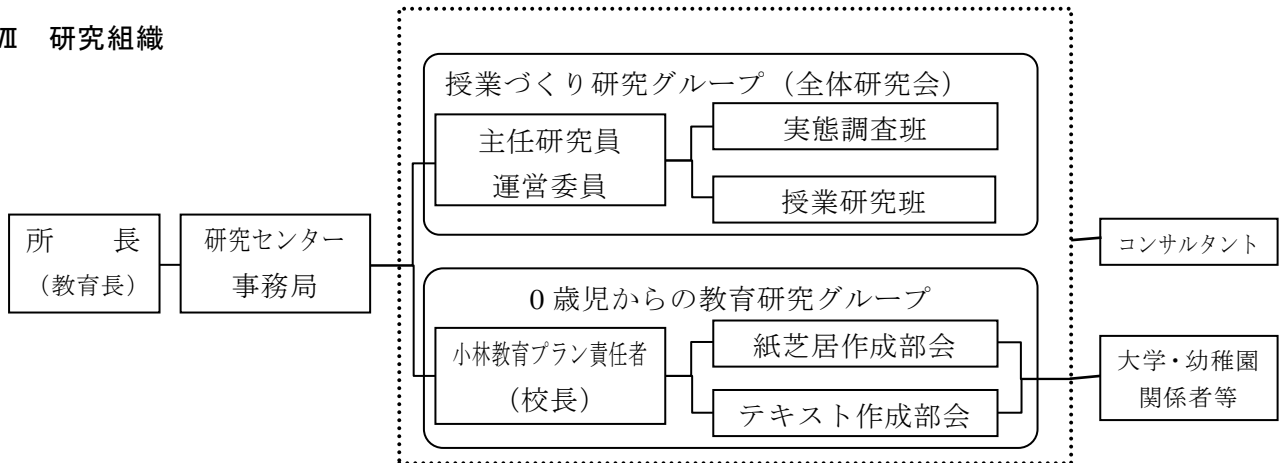 Ⅶ 研究組織
授業づくり研究グループ（全体研究会）
主任研究員
運営委員
実態調査班
授業研究班
所　　長
（教育長）
研究センター
事務局
コンサルタント
０歳児からの教育研究グループ
小林教育プラン責任者
（校長）
紙芝居作成部会
テキスト作成部会
大学・幼稚園
関係者等